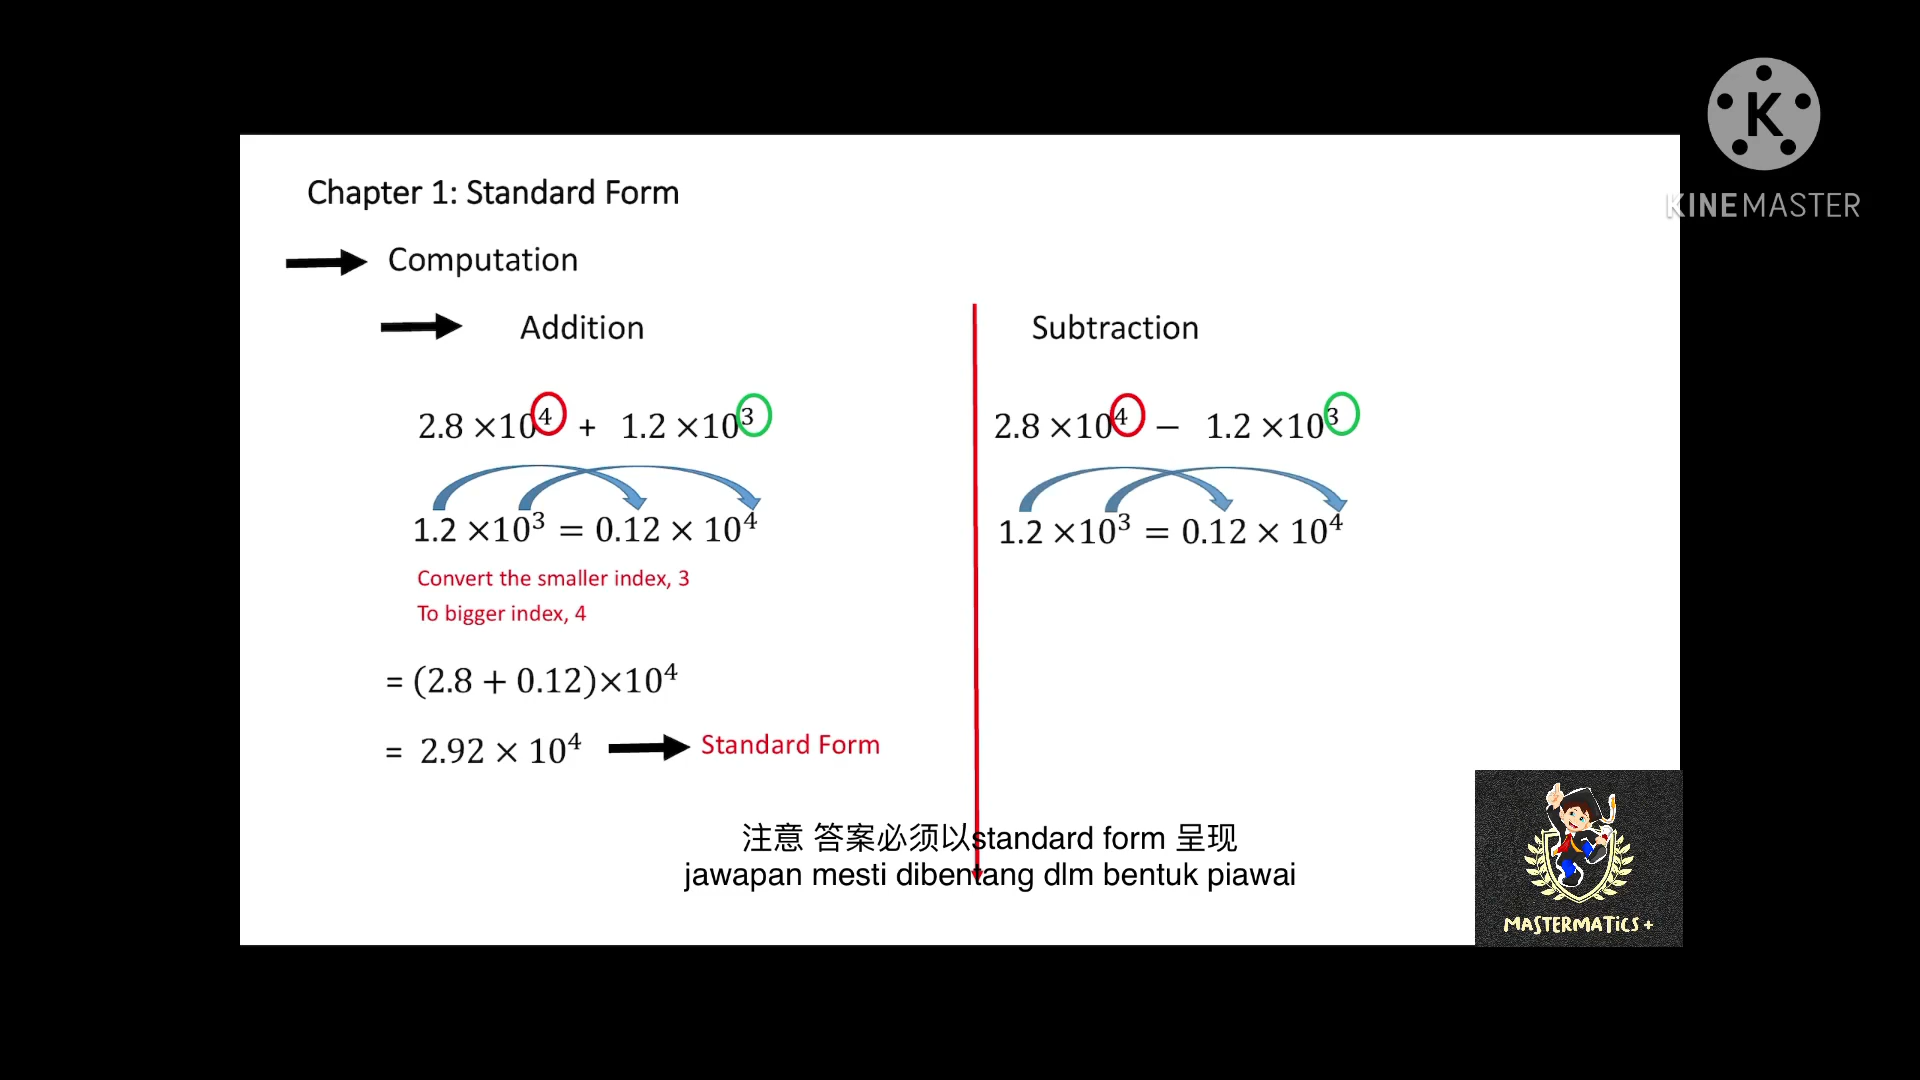 Chapter 1: Standard Form
Computation
Addition
2.8 ×10⁴ + 1.2 ×10³
1.2 ×10³ = 0.12 × 10⁴
Convert the smaller index, 3
To bigger index, 4
= (2.8 + 0.12)×10⁴
= 2.92 × 10⁴
Standard Form
Subtraction
2.8 ×10⁴ − 1.2 ×10³
1.2 ×10³ = 0.12 × 10⁴
注意 答案必须以standard form 呈现
jawapan mesti dibentang dlm bentuk piawai
K
KINEMASTER
MASTERMATiCS +